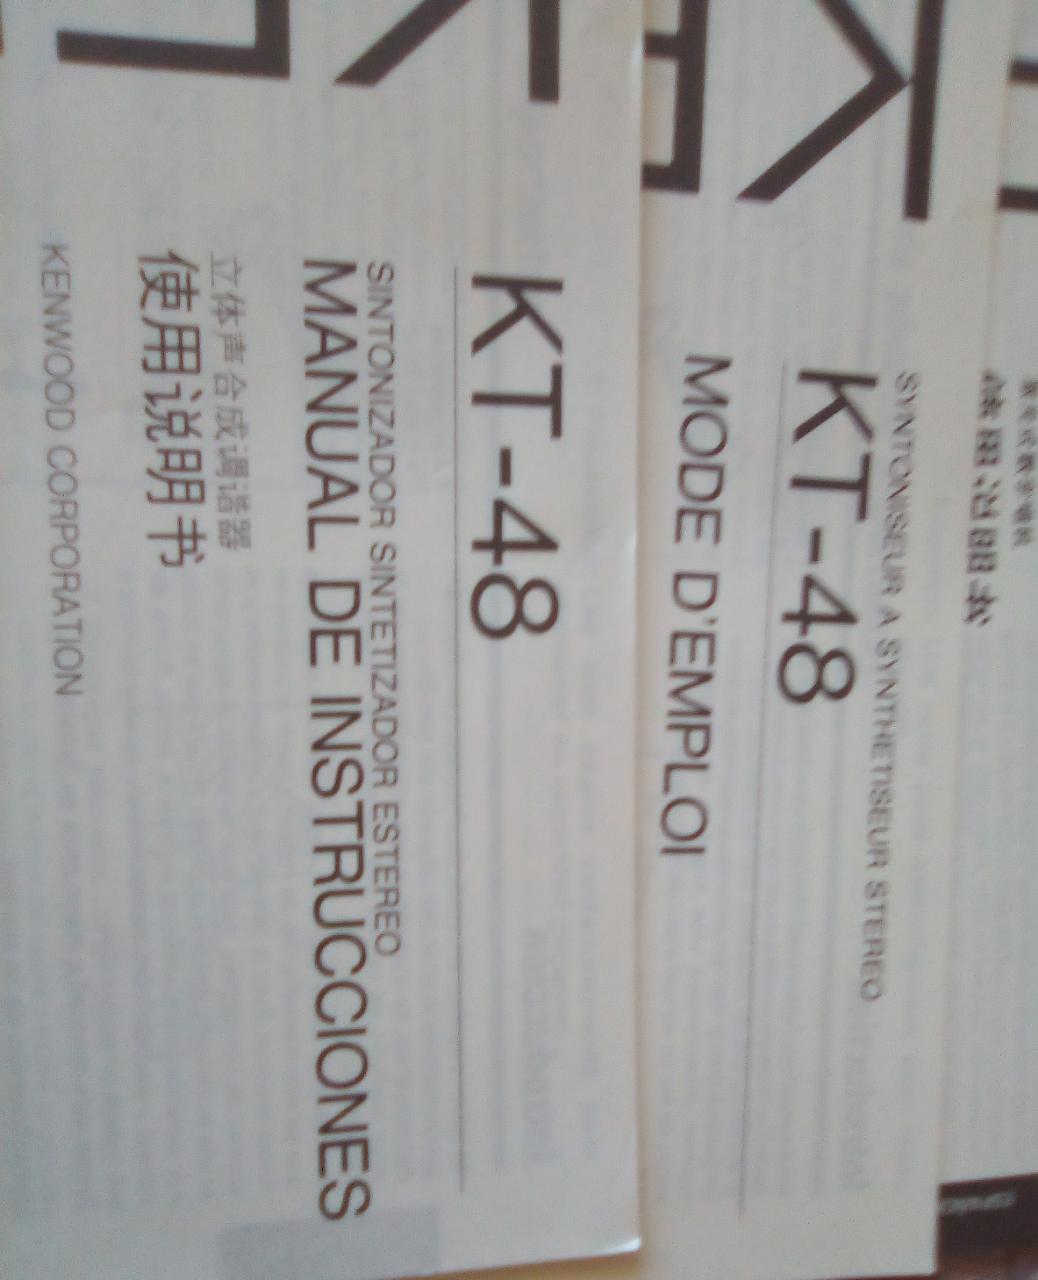 KT-48
SINTONIZADOR SINTETIZADOR ESTEREO
MANUAL DE INSTRUCCIONES
立体声合成调谐器
使用说明书
KENWOOD CORPORATION
SYNTONISEUR A SYNTHETISEUR STEREO
KT-48
MODE D'EMPLOI